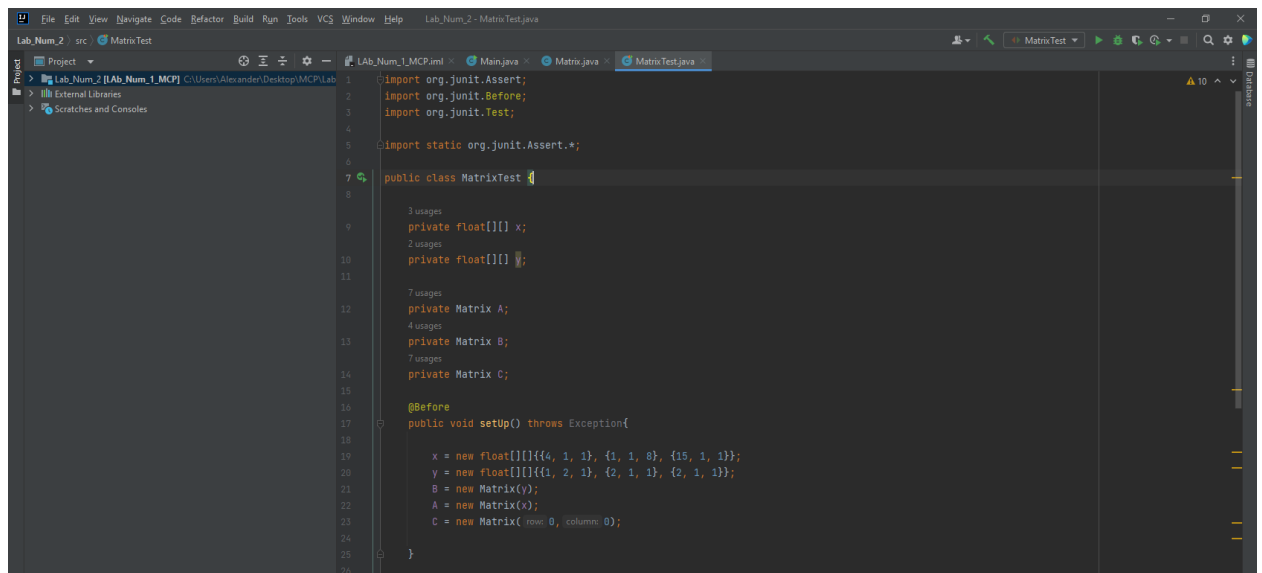 File Edit View Navigate Code Refactor Build Run Tools VCS Window Help Lab_Num_2 - MatrixTest.java
Lab_Num_2 src MatrixTest
MatrixTest
Project
LAb_Num_1_MCP.iml Main.java Matrix.java MatrixTest.java
Project
Lab_Num_2 [LAb_Num_1_MCP] C:\Users\Alexander\Desktop\MCP\Lab
External Libraries
Scratches and Consoles
10
Database
1 import org.junit.Assert;
2 import org.junit.Before;
3 import org.junit.Test;
4
5 import static org.junit.Assert.*;
6
7 public class MatrixTest {
8
3 usages
9 private float[][] x;
2 usages
10 private float[][] y;
11
7 usages
12 private Matrix A;
4 usages
13 private Matrix B;
7 usages
14 private Matrix C;
15
16 @Before
17 public void setUp() throws Exception{
18
19 x = new float[][]{{4, 1, 1}, {1, 1, 8}, {15, 1, 1}};
20 y = new float[][]{{1, 2, 1}, {2, 1, 1}, {2, 1, 1}};
21 B = new Matrix(y);
22 A = new Matrix(x);
23 C = new Matrix( row: 0, column: 0);
24
25 }
26